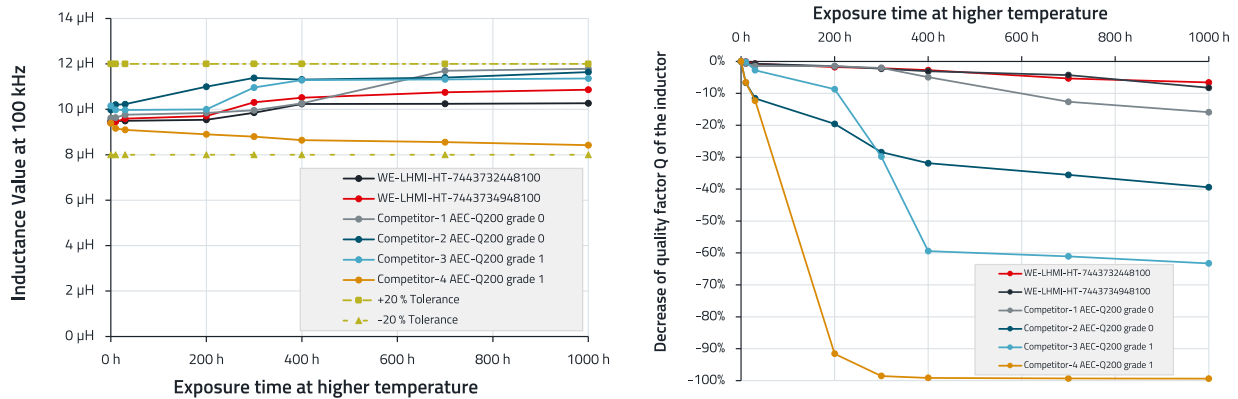 Inductance Value at 100 kHz
14 µH
12 µH
10 µH
8 µH
6 µH
4 µH
2 µH
0 µH
WE-LHMI-HT-7443732448100
WE-LHMI-HT-7443734948100
Competitor-1 AEC-Q200 grade 0
Competitor-2 AEC-Q200 grade 0
Competitor-3 AEC-Q200 grade 1
Competitor-4 AEC-Q200 grade 1
+20 % Tolerance
−20 % Tolerance
0 h 200 h 400 h 600 h 800 h 1000 h
Exposure time at higher temperature
Exposure time at higher temperature
0 h 200 h 400 h 600 h 800 h 1000 h
Decrease of quality factor Q of the inductor
0%
−10%
−20%
−30%
−40%
−50%
−60%
−70%
−80%
−90%
−100%
WE-LHMI-HT-7443732448100
WE-LHMI-HT-7443734948100
Competitor-1 AEC-Q200 grade 0
Competitor-2 AEC-Q200 grade 0
Competitor-3 AEC-Q200 grade 1
Competitor-4 AEC-Q200 grade 1